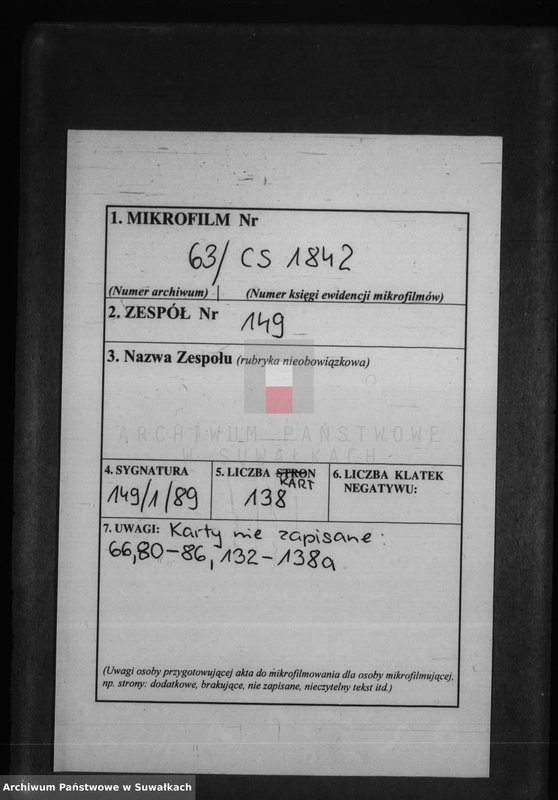 1. MIKROFILM Nr
63/ CS 1842
(Numer archiwum) (Numer księgi ewidencji mikrofilmów)
2. ZESPÓŁ Nr 149
3. Nazwa Zespołu (rubryka nieobowiązkowa)
ARCHIWUM PAŃSTWOWE
W SUWAŁKACH
4. SYGNATURA
149/1/89
5. LICZBA STRON
KART
138
6. LICZBA KLATEK
NEGATYWU:
7. UWAGI: Karty nie zapisane:
66,80-86, 132-138a
(Uwagi osoby przygotowującej akta do mikrofilmowania dla osoby mikrofilmującej,
np. strony: dodatkowe, brakujące, nie zapisane, nieczytelny tekst itd.)
Archiwum Państwowe w Suwałkach